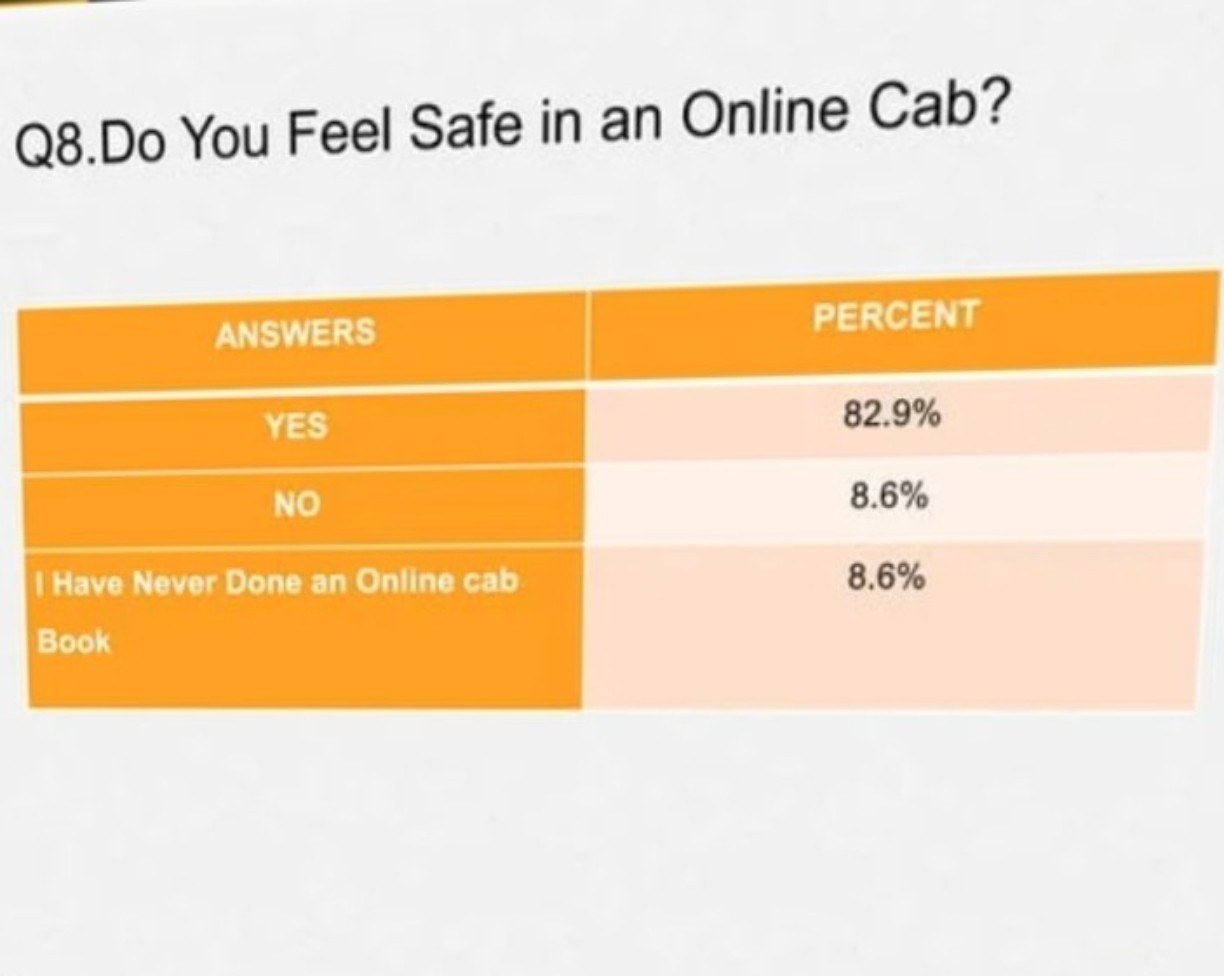 Q8.Do You Feel Safe in an Online Cab?
ANSWERS PERCENT
YES 82.9%
NO 8.6%
I Have Never Done an Online cab 8.6%
Book